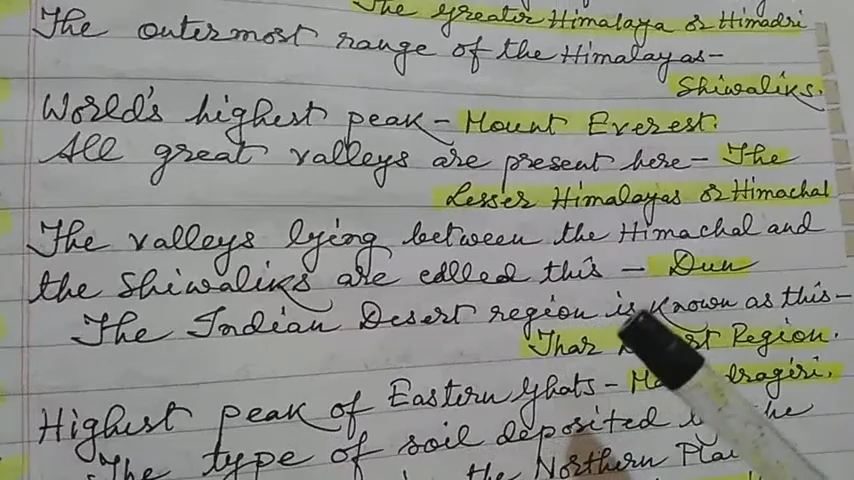 The Greater Himalaya or Himadri
The outermost range of the Himalayas-
Shiwaliks.
World's highest peak - Mount Everest.
All great valleys are present here - The
Lesser Himalayas or Himachal
The valleys lying between the Himachal and
the Shiwaliks are called this - Dun
The Indian Desert region is known as this-
Thar Region.
Highest peak of Eastern Ghats-
The type of soil deposited
the Northern